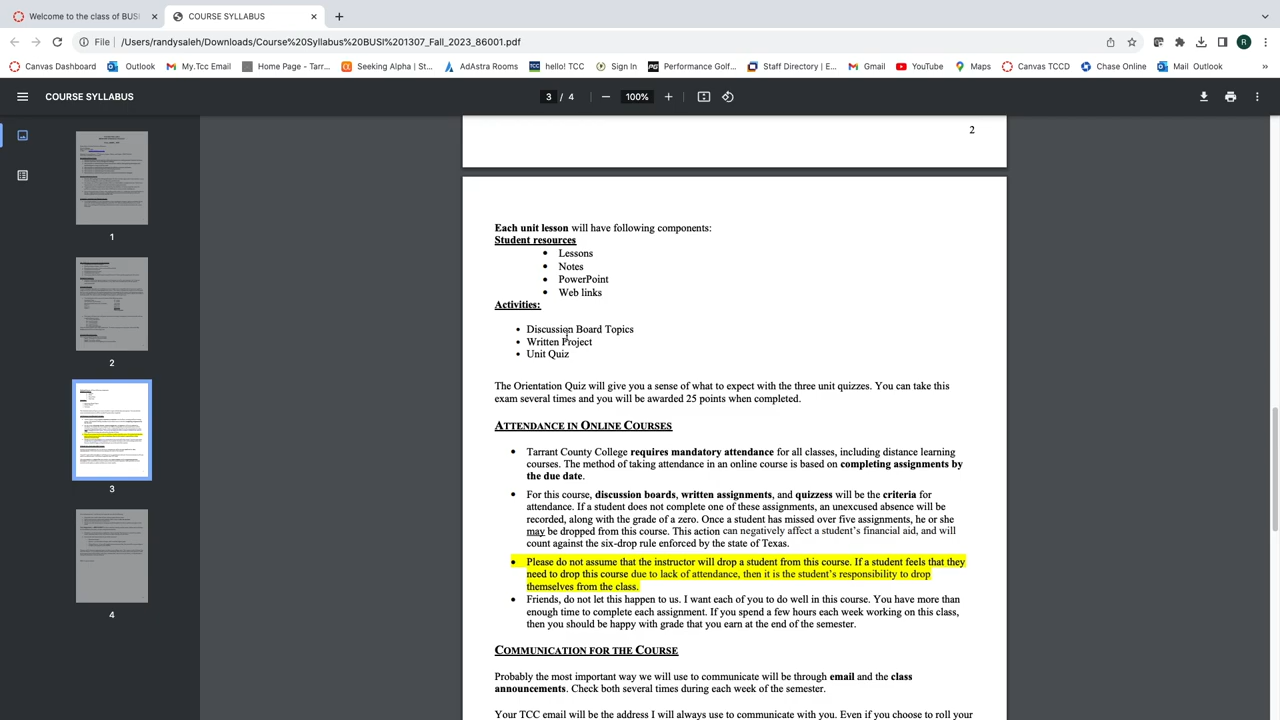 Welcome to the class of BUSI
COURSE SYLLABUS
File
/Users/randysaleh/Downloads/Course%20Syllabus%20BUSI%201307_Fall_2023_86001.pdf
R
Canvas Dashboard
Outlook
My.Tcc Email
Home Page - Tarr...
Seeking Alpha | St...
AdAstra Rooms
TCC
hello! TCC
Sign In
Performance Golf...
Staff Directory | E...
Gmail
YouTube
Maps
Canvas TCCD
Chase Online
Mail Outlook
COURSE SYLLABUS
3 / 4
100%
1
2
3
4
2
Each unit lesson will have following components:
Student resources
• Lessons
• Notes
• PowerPoint
• Web links
Activities:
• Discussion Board Topics
• Written Project
• Unit Quiz
The Orientation Quiz will give you a sense of what to expect with the three unit quizzes. You can take this
exam several times and you will be awarded 25 points when completed.
ATTENDANCE IN ONLINE COURSES
• Tarrant County College requires mandatory attendance for all classes, including distance learning
courses. The method of taking attendance in an online course is based on completing assignments by
the due date.
• For this course, discussion boards, written assignments, and quizzess will be the criteria for
attendance. If a student does not complete one of these assignments, an unexcused absence will be
recorded, along with the grade of a zero. Once a student has missed over five assignments, he or she
may be dropped from this course. This action can negatively affect a student's financial aid, and will
count against the six-drop rule enforced by the state of Texas.
• Please do not assume that the instructor will drop a student from this course. If a student feels that they
need to drop this course due to lack of attendance, then it is the student's responsibility to drop
themselves from the class.
• Friends, do not let this happen to us. I want each of you to do well in this course. You have more than
enough time to complete each assignment. If you spend a few hours each week working on this class,
then you should be happy with grade that you earn at the end of the semester.
COMMUNICATION FOR THE COURSE
Probably the most important way we will use to communicate will be through email and the class
announcements. Check both several times during each week of the semester.
Your TCC email will be the address I will always use to communicate with you. Even if you choose to roll your